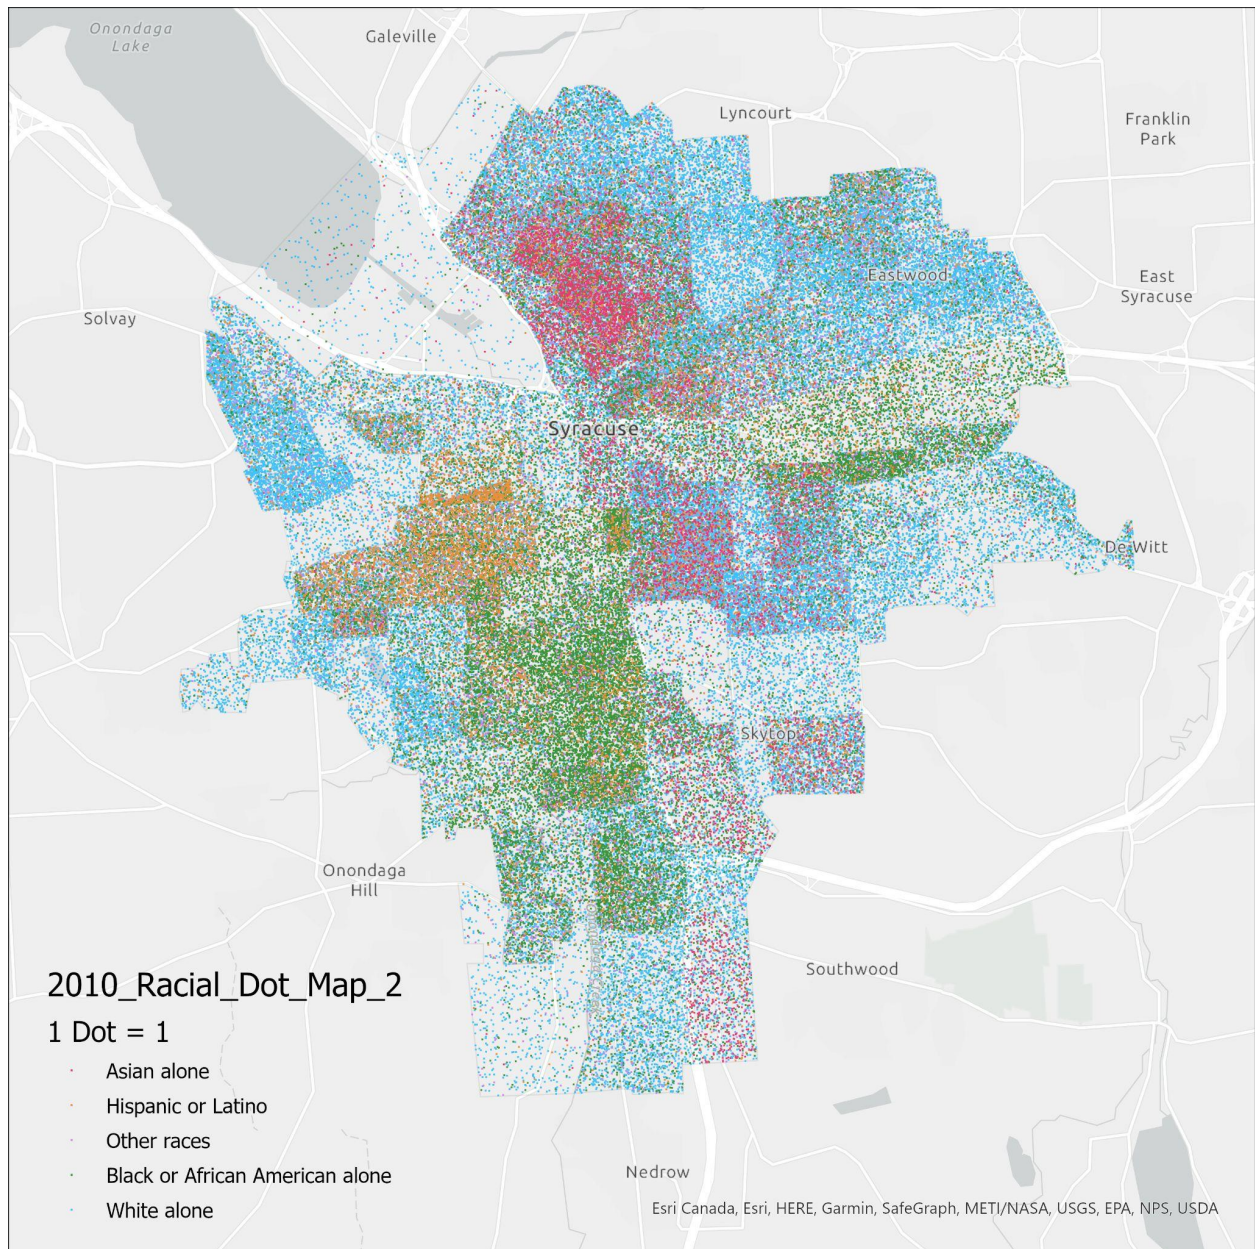 Onondaga
Lake
Galeville
Lyncourt
Franklin
Park
Eastwood
East
Syracuse
Solvay
Syracuse
De Witt
Skytop
Onondaga
Hill
Southwood
Nedrow
2010_Racial_Dot_Map_2
1 Dot = 1
Asian alone
Hispanic or Latino
Other races
Black or African American alone
White alone
Esri Canada, Esri, HERE, Garmin, SafeGraph, METI/NASA, USGS, EPA, NPS, USDA